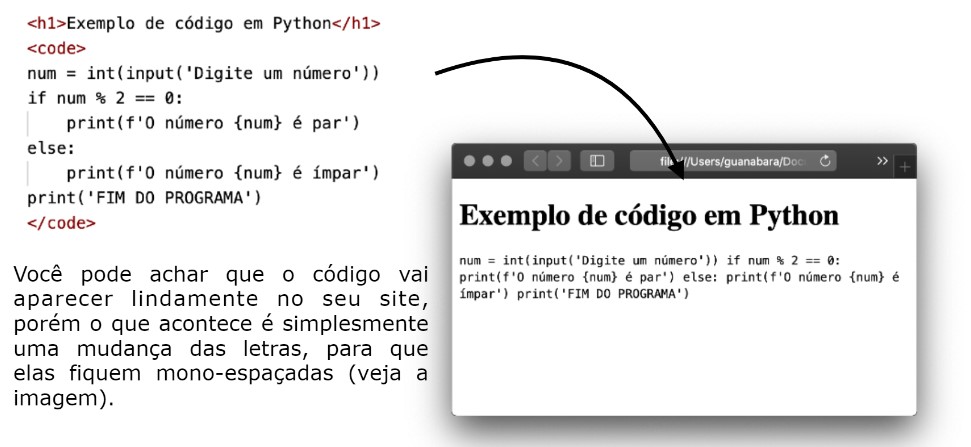 <h1>Exemplo de código em Python</h1>
<code>
num = int(input('Digite um número'))
if num % 2 == 0:
    print(f'O número {num} é par')
else:
    print(f'O número {num} é ímpar')
print('FIM DO PROGRAMA')
</code>
Você pode achar que o código vai
aparecer lindamente no seu site,
porém o que acontece é simplesmente
uma mudança das letras, para que
elas fiquem mono-espaçadas (veja a
imagem).
//Users/guanabara/Doc
Exemplo de código em Python
num = int(input('Digite um número')) if num % 2 == 0:
print(f'O número {num} é par') else: print(f'O número {num} é
ímpar') print('FIM DO PROGRAMA')